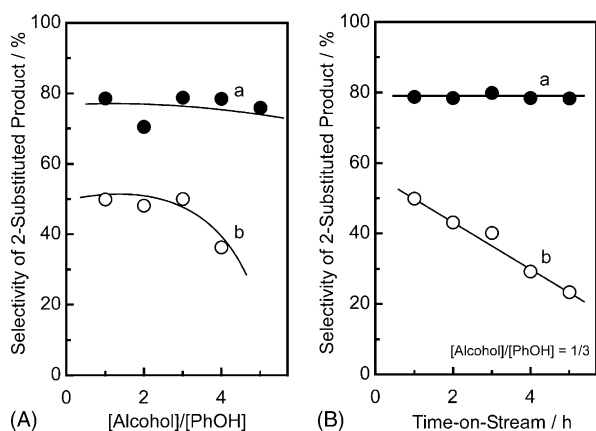 Selectivity of 2-Substituted Product / %
100
80
60
40
20
0
a
b
0
2
4
[Alcohol]/[PhOH]
(A)
Selectivity of 2-Substituted Product / %
100
80
60
40
20
0
a
b
[Alcohol]/[PhOH] = 1/3
0
2
4
Time-on-Stream / h
(B)